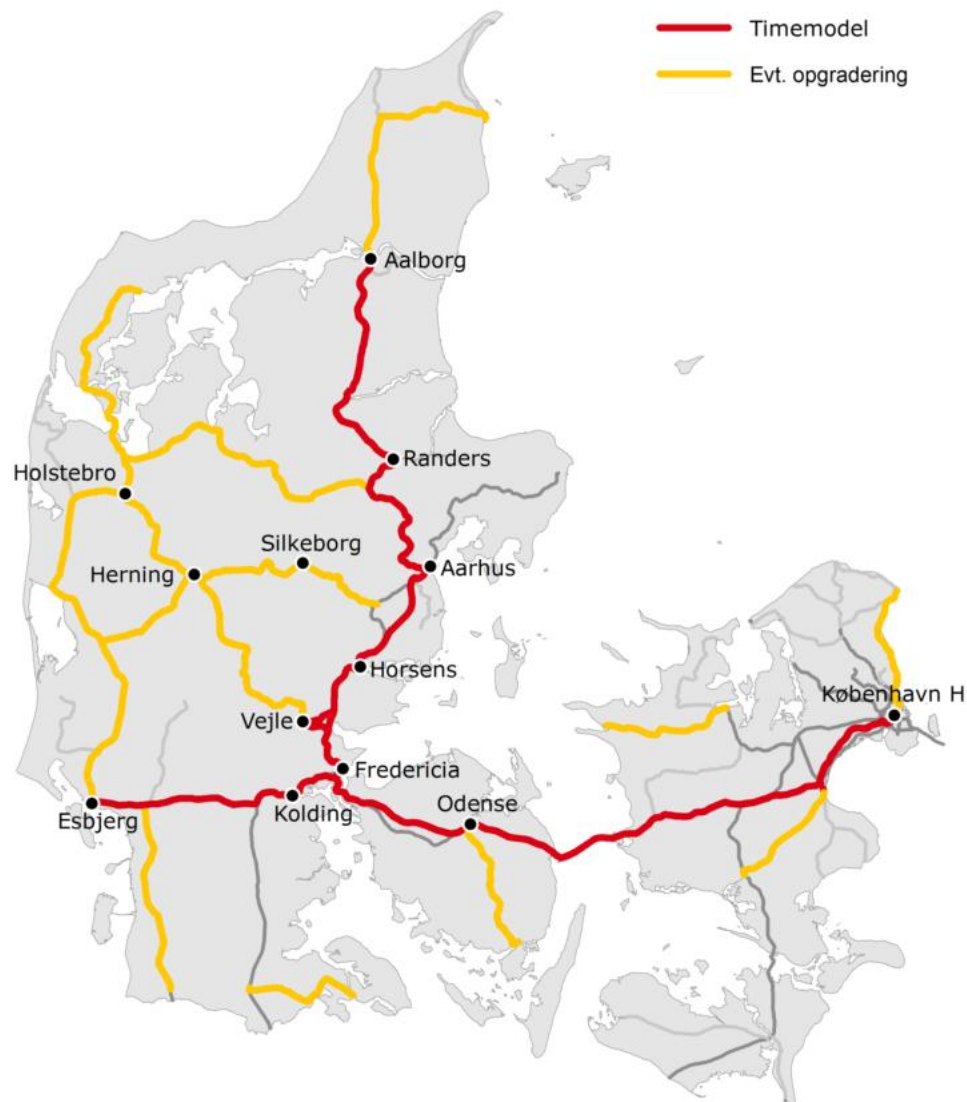 Timemodel
Evt. opgradering
Aalborg
Randers
Holstebro
Silkeborg
Herning
Aarhus
Horsens
København H
Vejle
Fredericia
Esbjerg
Kolding
Odense